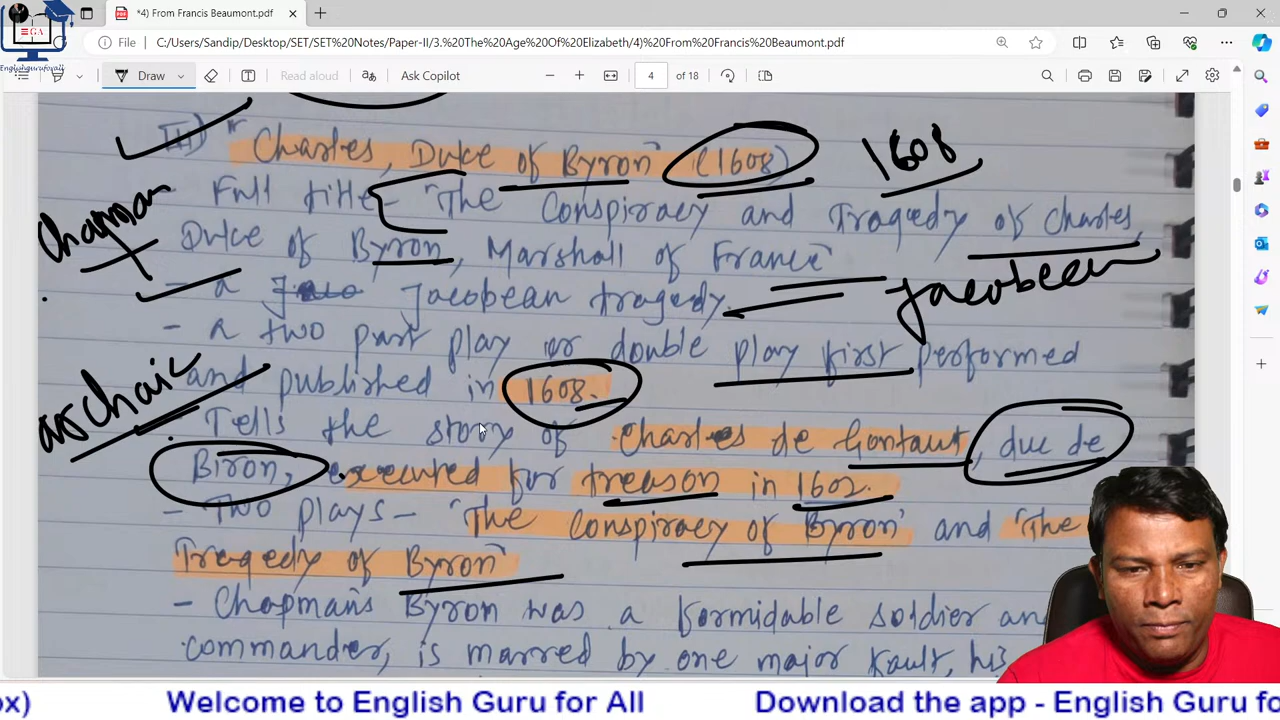 *4) From Francis Beaumont.pdf
File
C:/Users/Sandip/Desktop/SET/SET%20Notes/Paper-II/3.%20The%20Age%20Of%20Elizabeth/4)%20From%20Francis%20Beaumont.pdf
Draw
Read aloud
Ask Copilot
4 of 18
EGA
Englishguruforall
III) "Charles, Duke of Byron" (1608)
1608
Full title - "The Conspiracy and Tragedy of Charles,
Chapman
Duke of Byron, Marshall of France"
- a Jacobean tragedy.
Jacobean
- a two part play or double play first performed
and published in 1608.
archaic
- Tells the story of Charles de Gontaut, duc de
Biron, executed for treason in 1602.
- Two plays - "The Conspiracy of Byron" and "The
Tragedy of Byron"
- Chapman's Byron was a formidable soldier
commander, is marred by one major fault, his
ox) Welcome to English Guru for All Download the app - English Guru fo